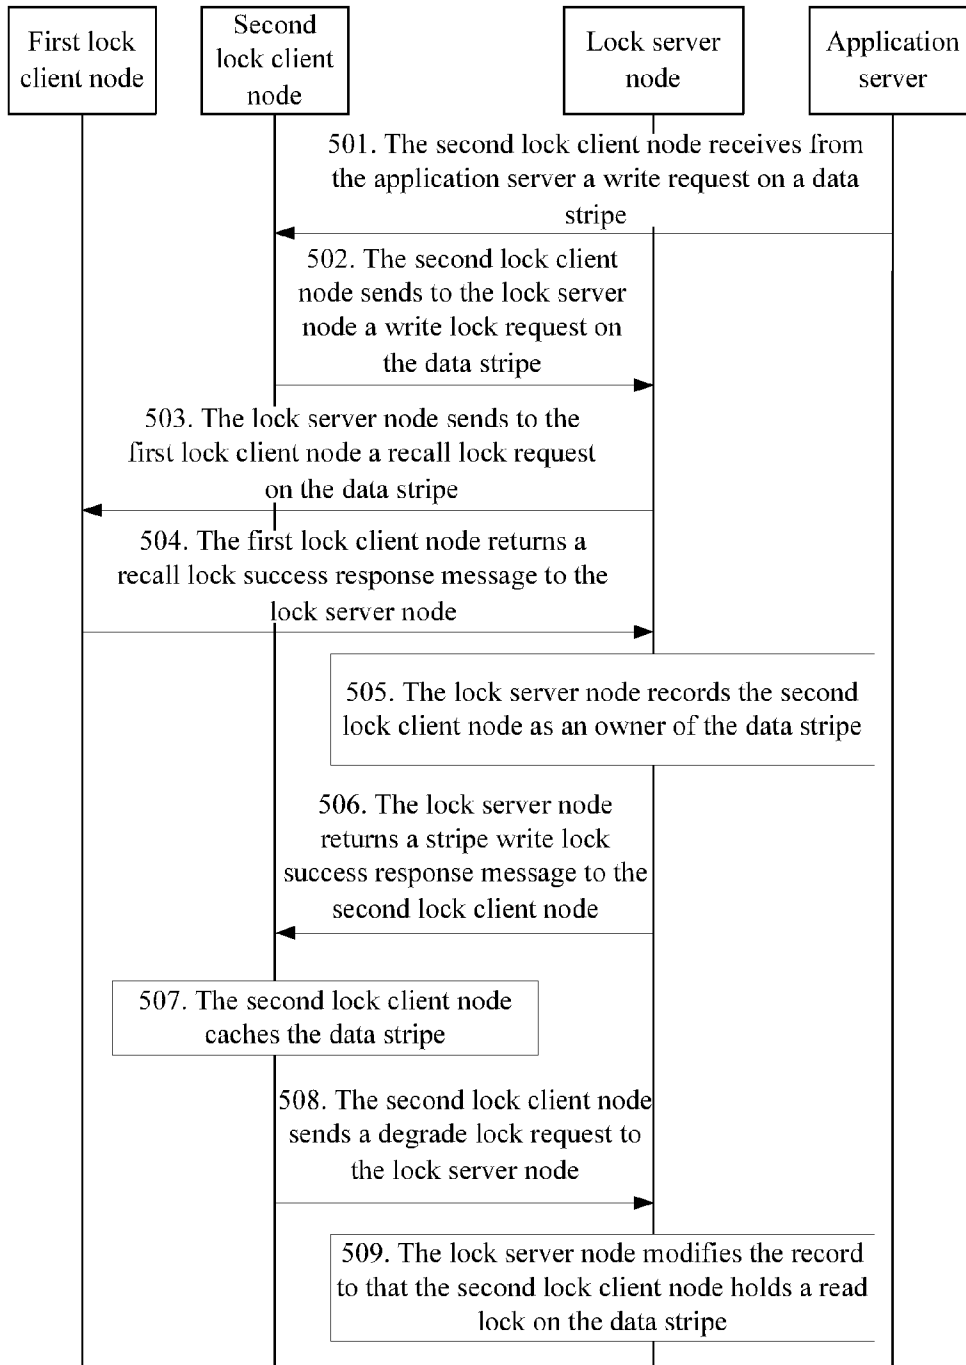 First lock
client node
Second
lock client
node
Lock server
node
Application
server
501. The second lock client node receives from
the application server a write request on a data
stripe
502. The second lock client
node sends to the lock server
node a write lock request on
the data stripe
503. The lock server node sends to the
first lock client node a recall lock request
on the data stripe
504. The first lock client node returns a
recall lock success response message to the
lock server node
505. The lock server node records the second
lock client node as an owner of the data stripe
506. The lock server node
returns a stripe write lock
success response message to the
second lock client node
507. The second lock client node
caches the data stripe
508. The second lock client node
sends a degrade lock request to
the lock server node
509. The lock server node modifies the record
to that the second lock client node holds a read
lock on the data stripe